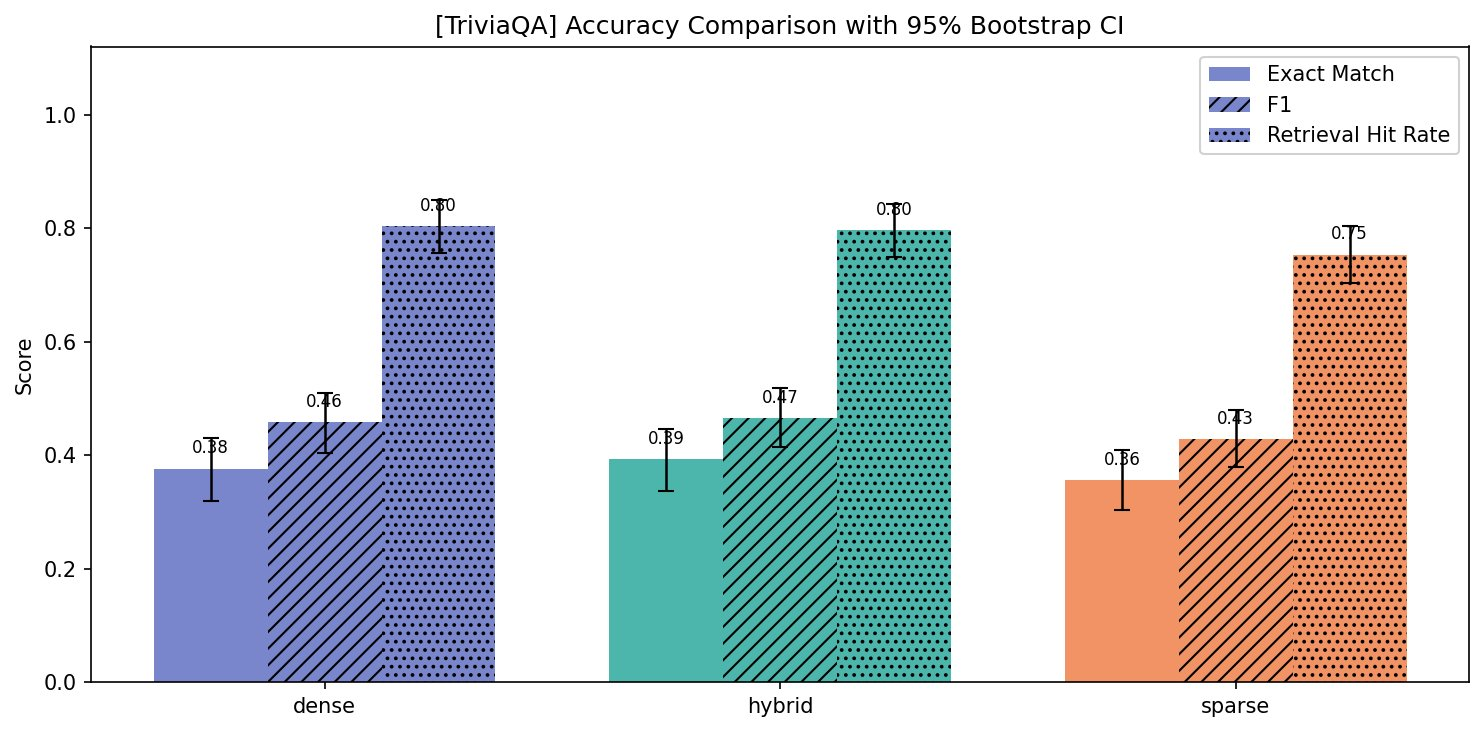 [TriviaQA] Accuracy Comparison with 95% Bootstrap CI
Exact Match
F1
Retrieval Hit Rate
Score
1.0
0.8
0.6
0.4
0.2
0.0
0.38
0.46
0.80
0.39
0.47
0.80
0.36
0.43
0.75
dense
hybrid
sparse